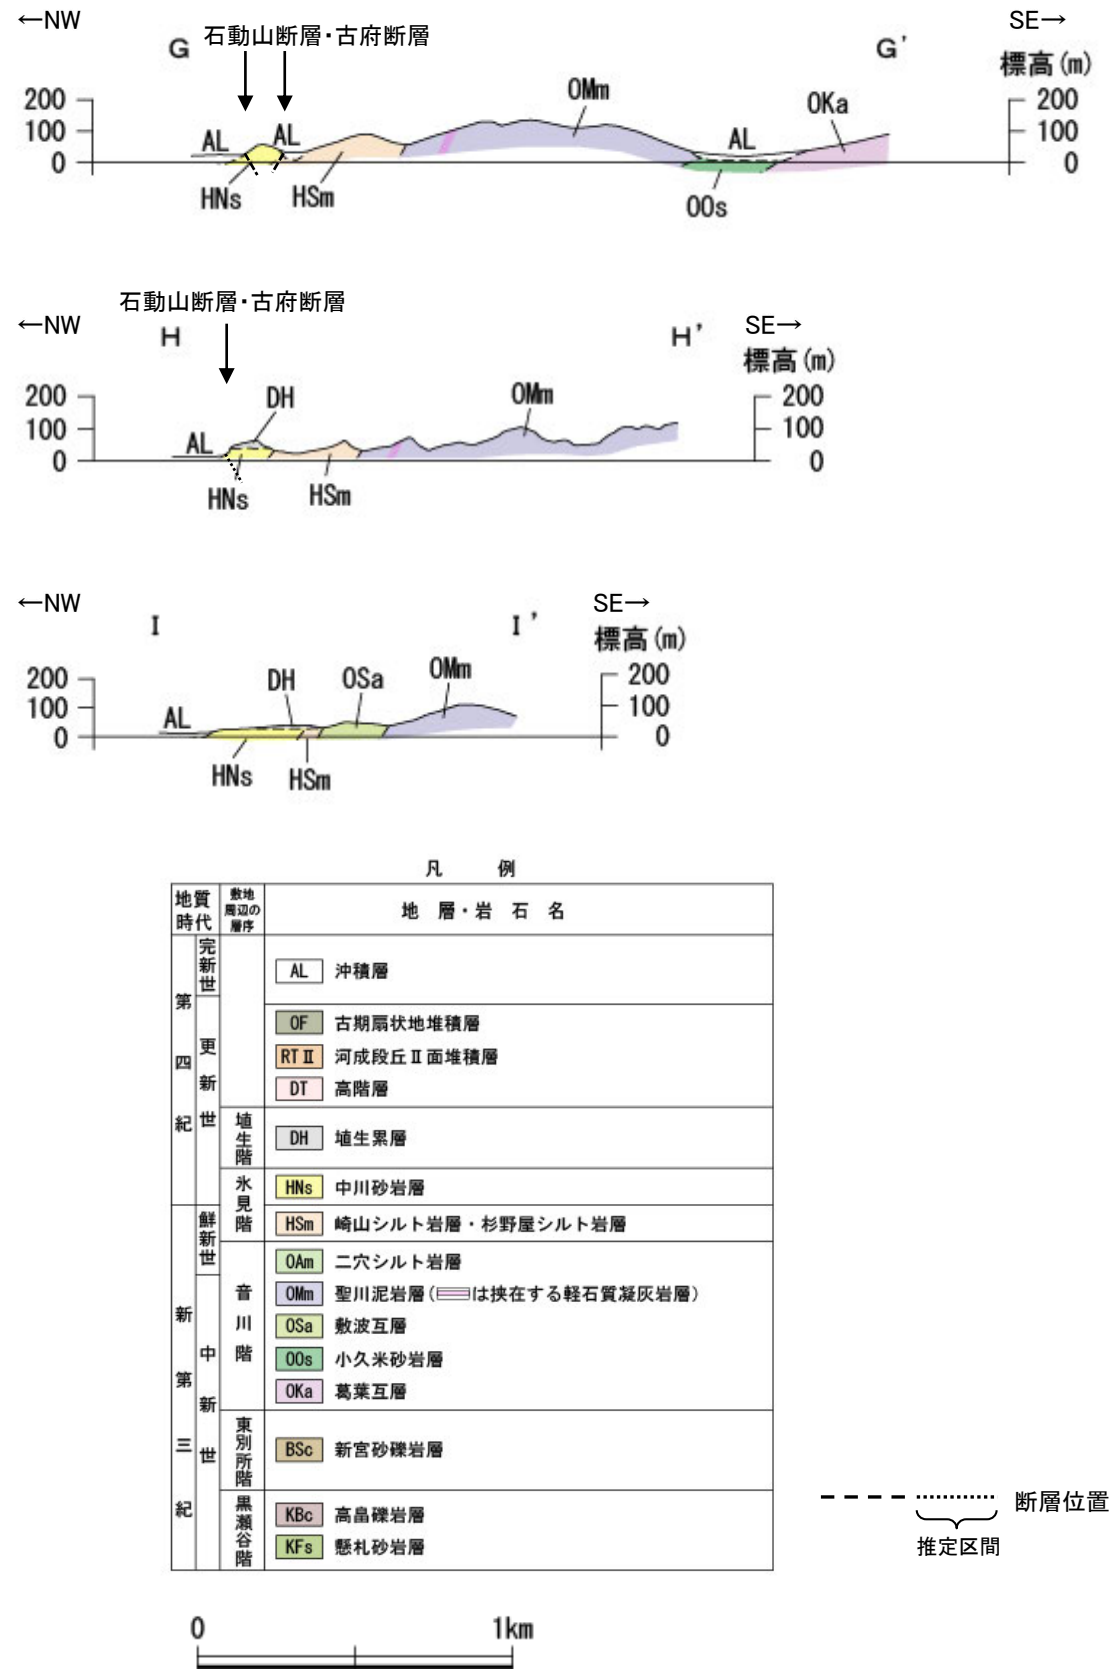 ←NW
SE→
G 石動山断層・古府断層 G'
標高(m)
200 OMm 200
100 AL AL OKa 100
0 AL 0
HNs HSm OOs
石動山断層・古府断層
←NW H H' SE→
標高(m)
200 DH OMm 200
100 AL 100
0 0
HNs HSm
←NW SE→
I I' 標高(m)
200 DH OSa OMm 200
100 AL 100
0 0
HNs HSm
凡 例
地質時代 敷地周辺の層序 地 層・岩 石 名
第四紀 完新世 AL 沖積層
更新世 OF 古期扇状地堆積層
RTⅡ 河成段丘Ⅱ面堆積層
DT 高階層
埴生階 DH 埴生累層
氷見階 HNs 中川砂岩層
新第三紀 鮮新世 HSm 崎山シルト岩層・杉野屋シルト岩層
音川階 OAm 二穴シルト岩層
中新世 OMm 聖川泥岩層(は挟在する軽石質凝灰岩層)
OSa 敷波互層
OOs 小久米砂岩層
OKa 葛葉互層
東別所階 BSc 新宮砂礫岩層
黒瀬谷階 KBc 高畠礫岩層
KFs 懸札砂岩層
断層位置
推定区間
0 1km